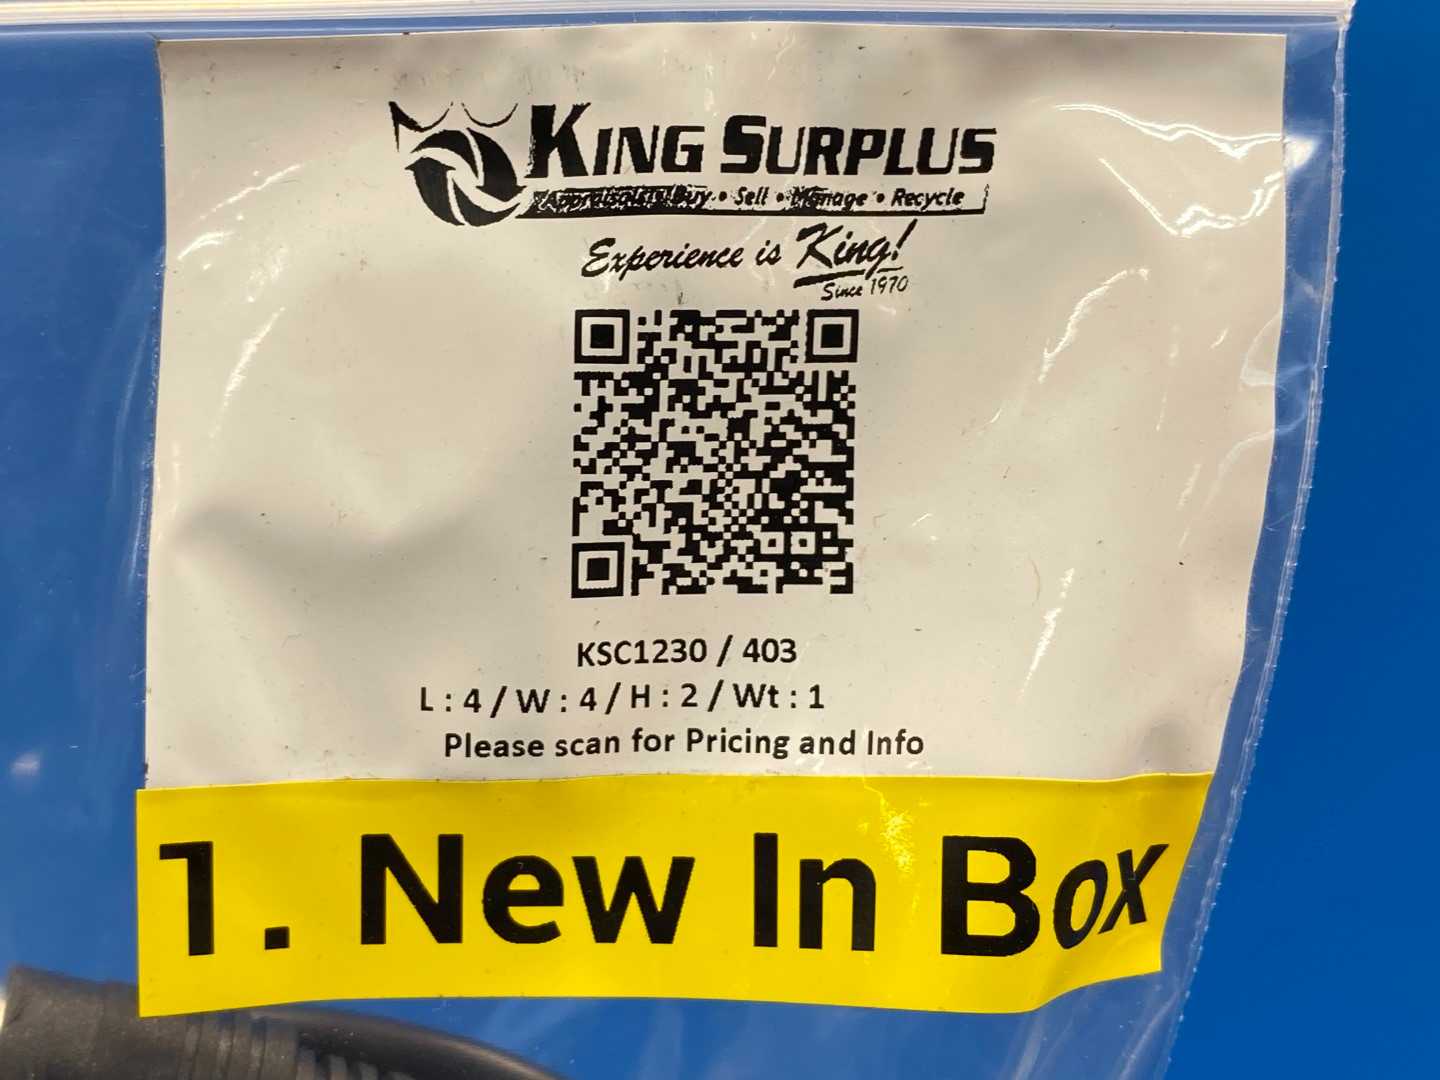 KING SURPLUS
Appraisals • Buy • Sell • Manage • Recycle
Experience is King!
Since 1970
KSC1230 / 403
L : 4 / W : 4 / H : 2 / Wt : 1
Please scan for Pricing and Info
1. New In Box